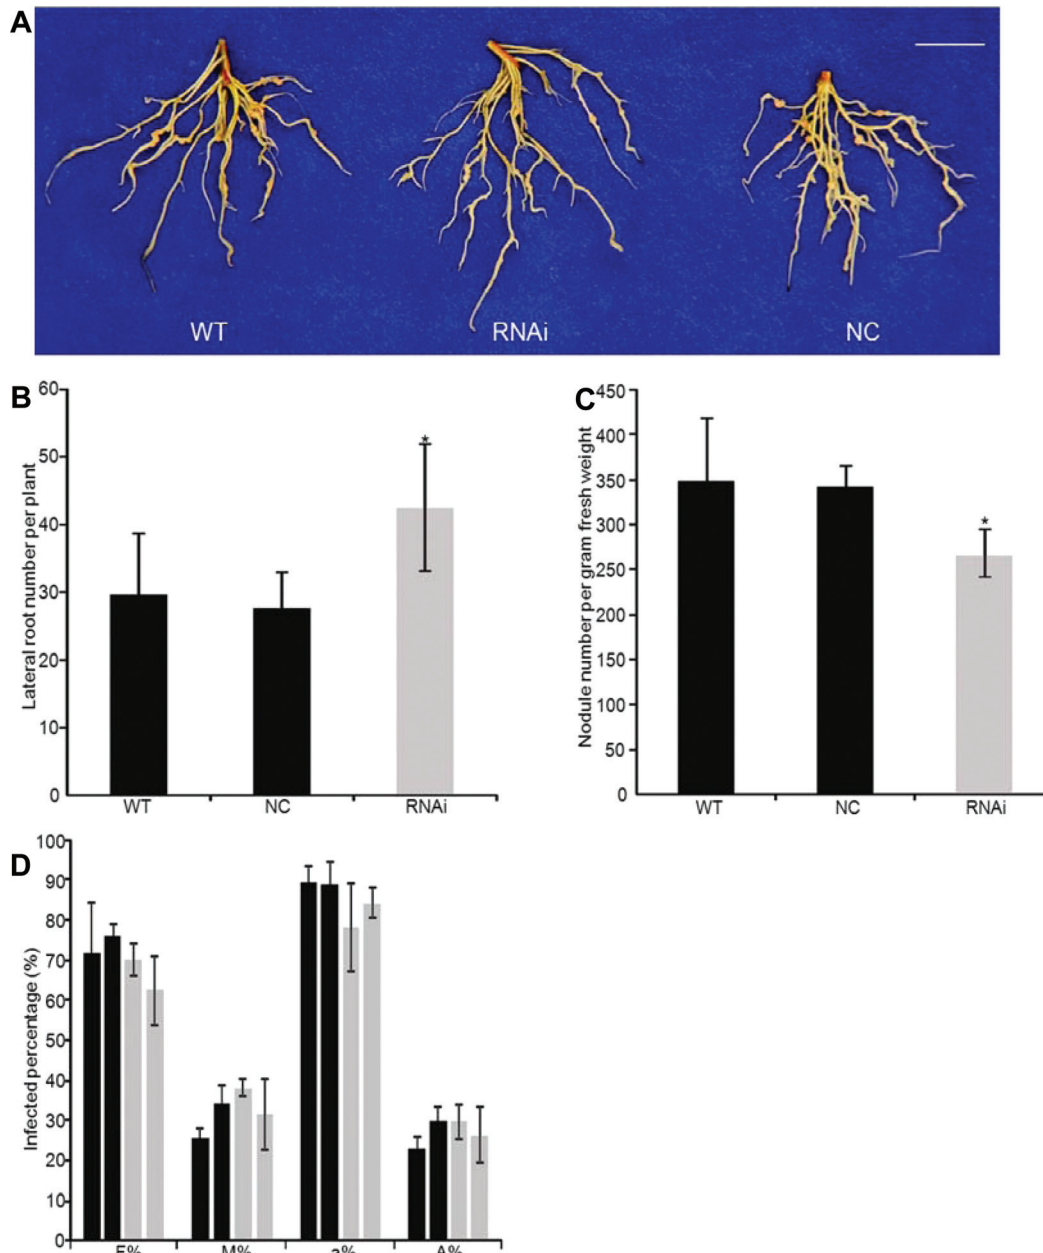 A
WT RNAi NC
B
Lateral root number per plant
60
50
40
30
20
10
0
WT NC RNAi
*
C
Nodule number per gram fresh weight
450
400
350
300
250
200
150
100
50
0
WT NC RNAi
*
D
Infected percentage (%)
100
90
80
70
60
50
40
30
20
10
0
F% M% a% A%